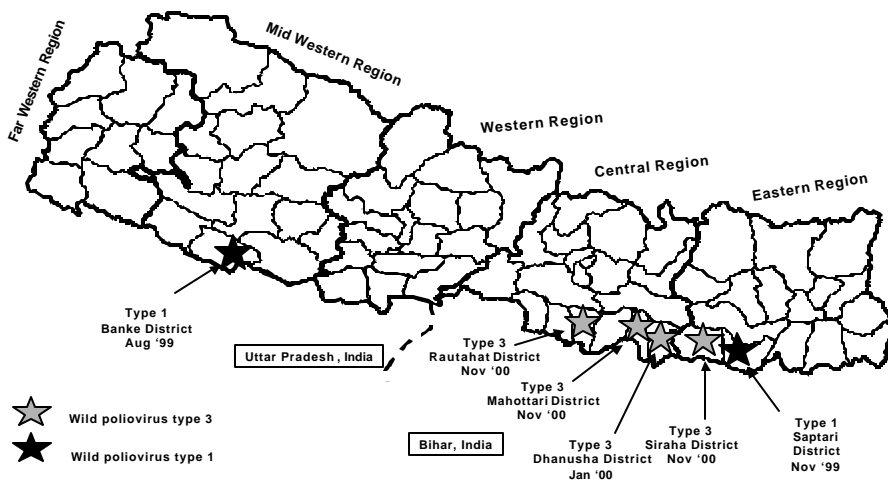 Far Western Region
Mid Western Region
Western Region
Central Region
Eastern Region
Type 1
Banke District
Aug ‘99
Uttar Pradesh, India
Type 3
Rautahat District
Nov ‘00
Type 3
Mahottari District
Nov ‘00
Bihar, India
Type 3
Dhanusha District
Jan ‘00
Type 3
Siraha District
Nov ‘00
Type 1
Saptari
District
Nov ‘99
Wild poliovirus type 3
Wild poliovirus type 1